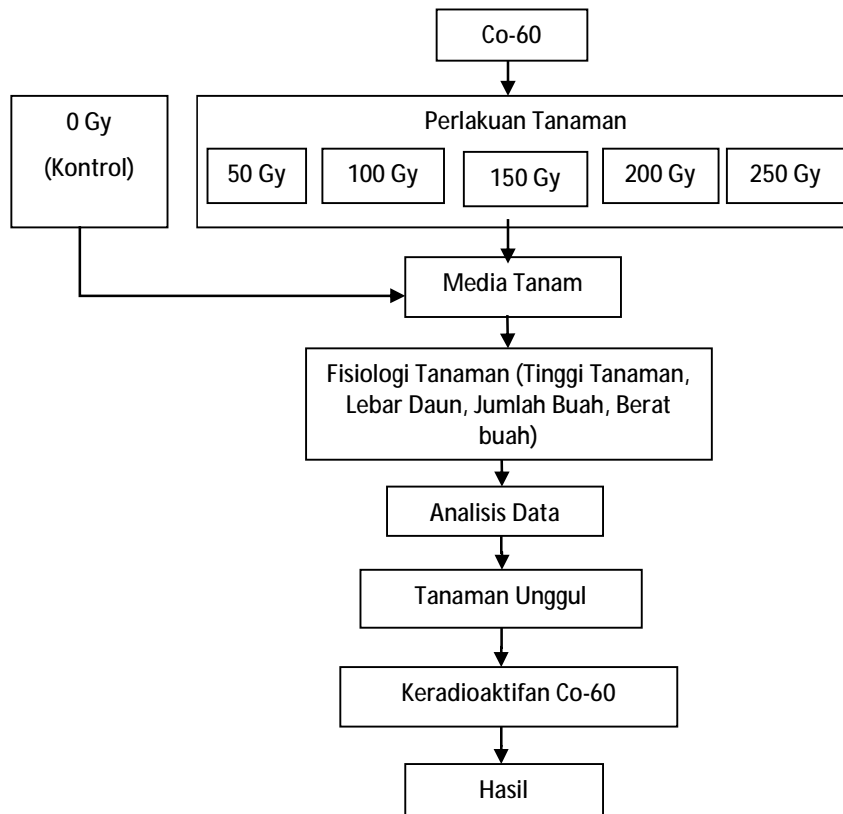 Co-60
0 Gy
(Kontrol)
Perlakuan Tanaman
50 Gy
100 Gy
150 Gy
200 Gy
250 Gy
Media Tanam
Fisiologi Tanaman (Tinggi Tanaman,
Lebar Daun, Jumlah Buah, Berat
buah)
Analisis Data
Tanaman Unggul
Keradioaktifan Co-60
Hasil